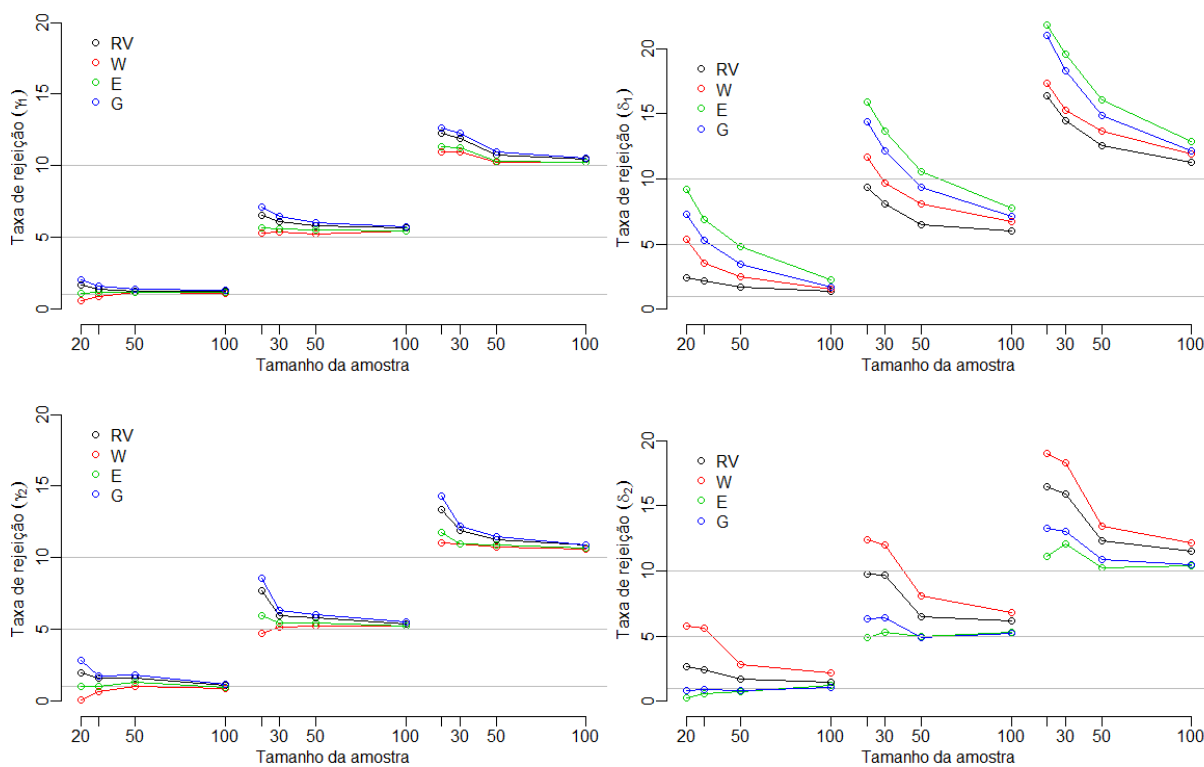 Taxa de rejeição (γ1)
20
15
10
5
0
RV
W
E
G
20 50 100 30 50 100 30 50 100
Tamanho da amostra
Taxa de rejeição (δ1)
20
15
10
5
0
RV
W
E
G
20 50 100 30 50 100 30 50 100
Tamanho da amostra
Taxa de rejeição (γ2)
20
15
10
5
0
RV
W
E
G
20 50 100 30 50 100 30 50 100
Tamanho da amostra
Taxa de rejeição (δ2)
20
15
10
5
0
RV
W
E
G
20 50 100 30 50 100 30 50 100
Tamanho da amostra